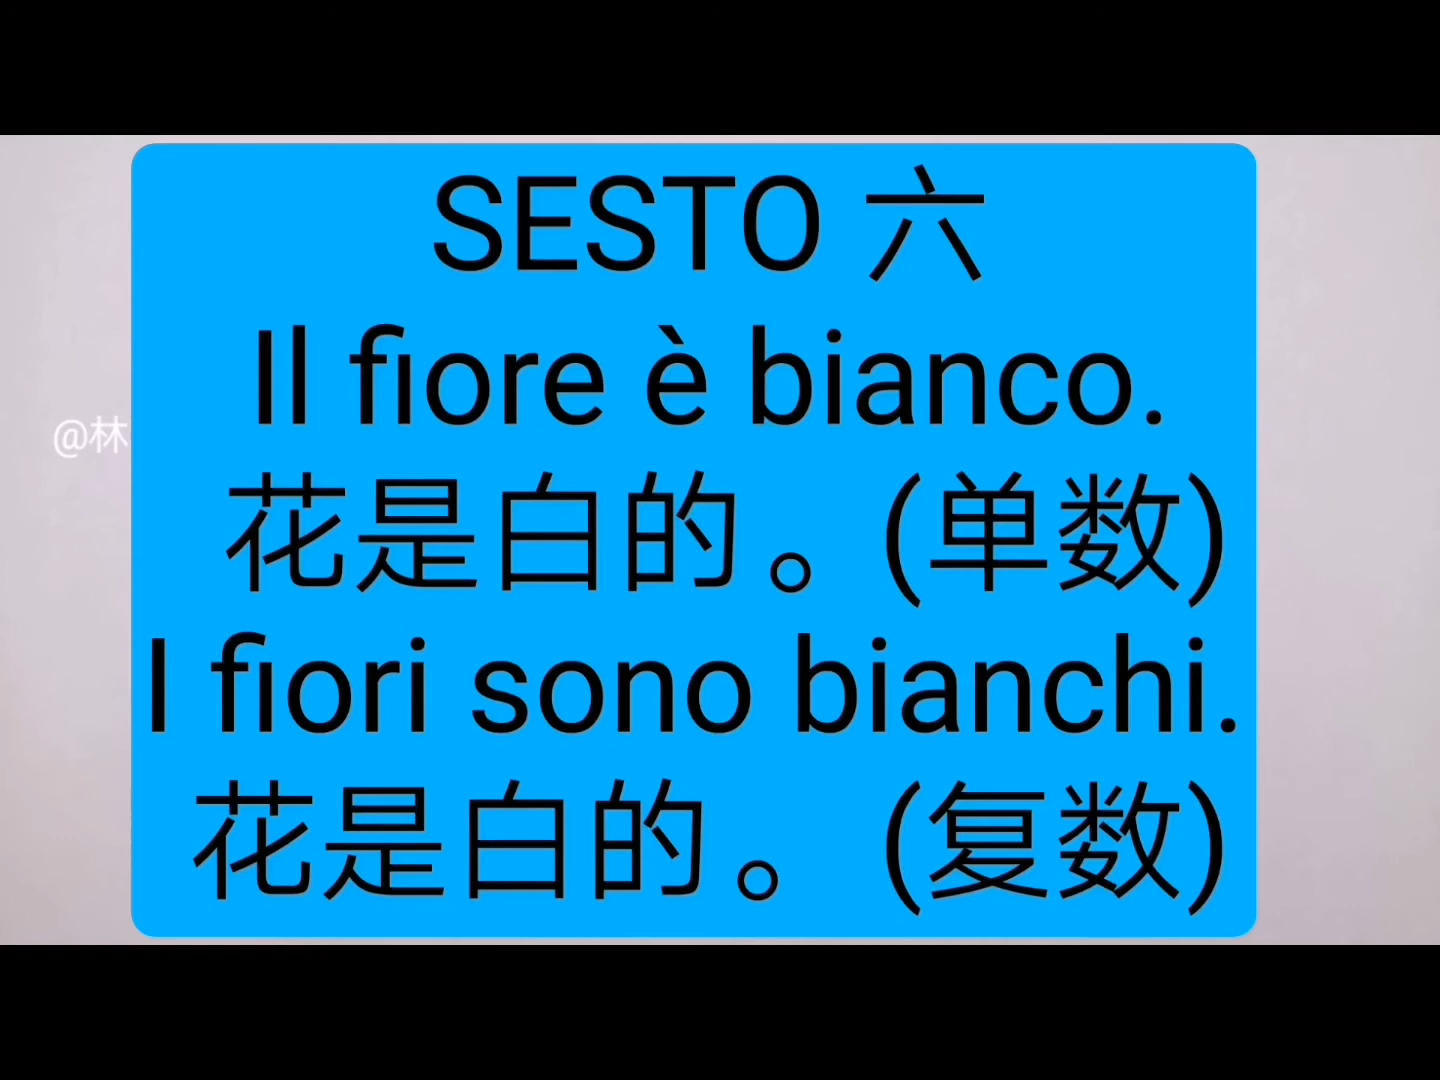 SESTO 六
Il fiore è bianco.
花是白的。(单数)
@林
I fiori sono bianchi.
花是白的。 (复数)